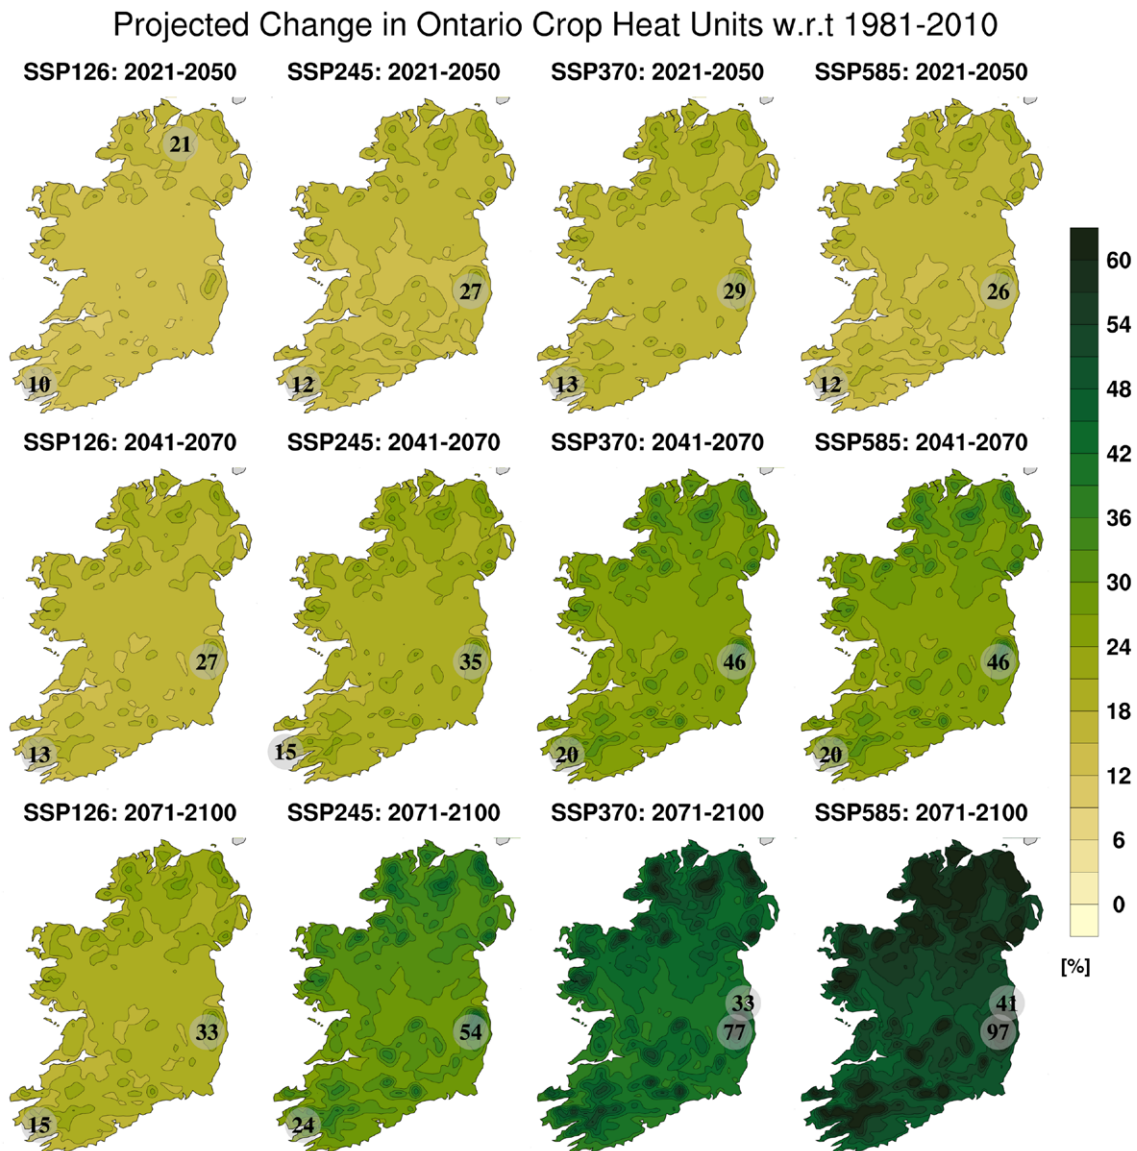 Projected Change in Ontario Crop Heat Units w.r.t 1981-2010
SSP126: 2021-2050 SSP245: 2021-2050 SSP370: 2021-2050 SSP585: 2021-2050
21
27 29 26
10 12 13 12
SSP126: 2041-2070 SSP245: 2041-2070 SSP370: 2041-2070 SSP585: 2041-2070
27 35 46 46
13 15 20 20
SSP126: 2071-2100 SSP245: 2071-2100 SSP370: 2071-2100 SSP585: 2071-2100
33 41
33 54 77 97
15 24
60
54
48
42
36
30
24
18
12
6
0
[%]